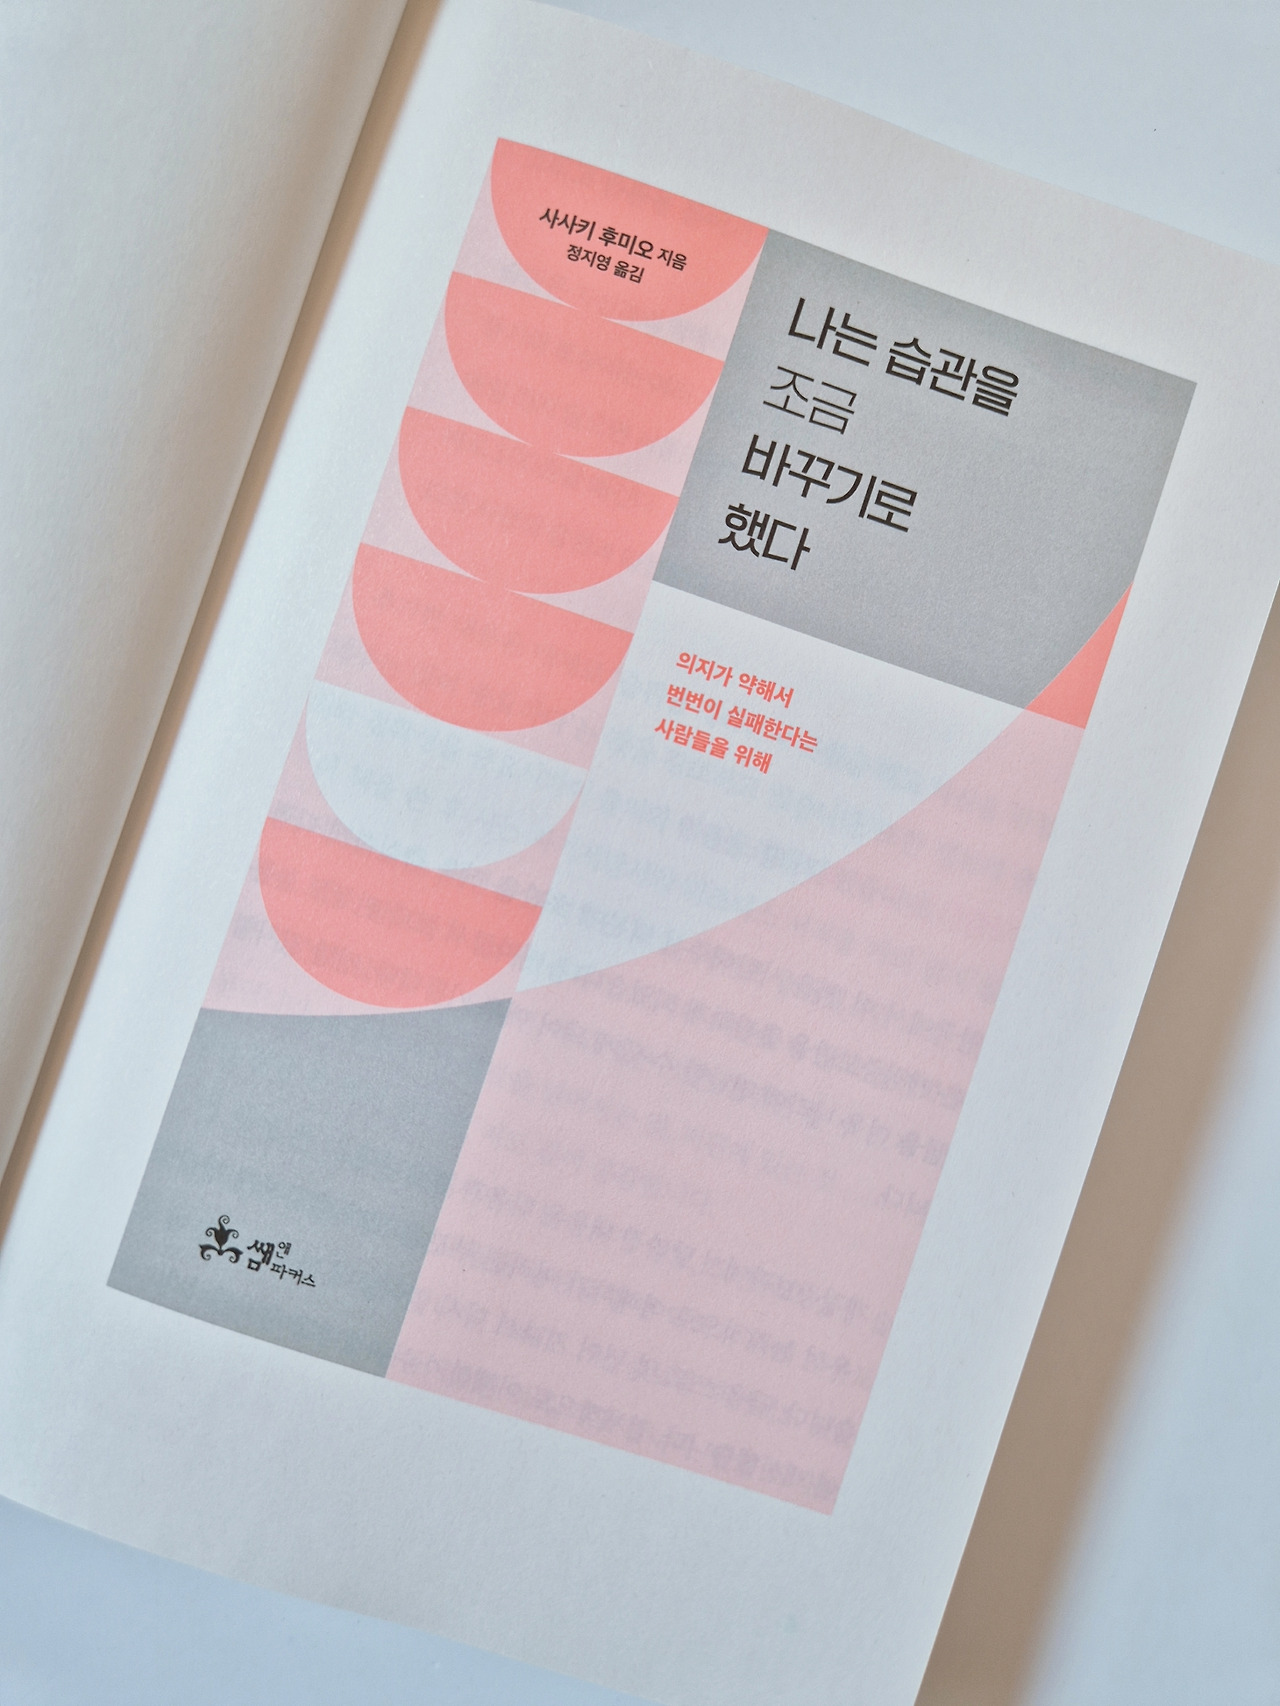 사사키 후미오 지음
정지영 옮김
나는 습관을
조금
바꾸기로
했다
의지가 약해서
번번이 실패한다는
사람들을 위해
쌤앤파커스